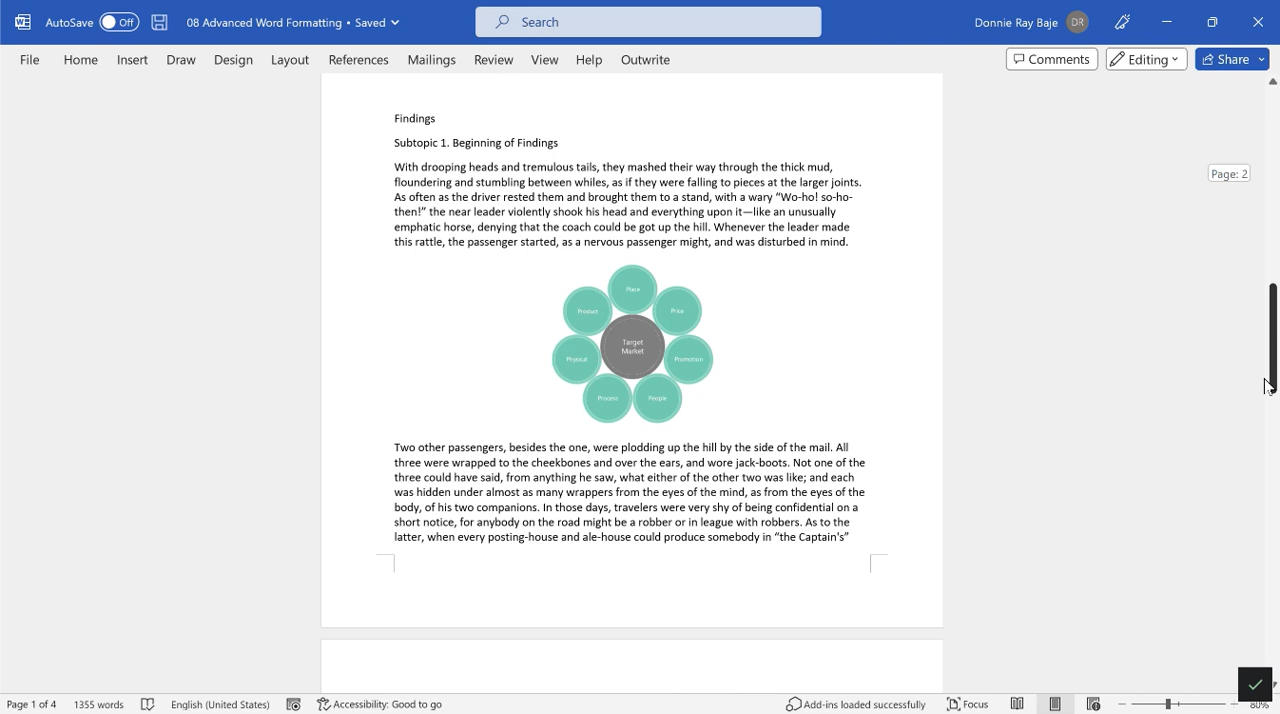 AutoSave Off 08 Advanced Word Formatting • Saved Search Donnie Ray Baje DR
File Home Insert Draw Design Layout References Mailings Review View Help Outwrite Comments Editing Share
Findings
Subtopic 1. Beginning of Findings
Page: 2
With drooping heads and tremulous tails, they mashed their way through the thick mud,
floundering and stumbling between whiles, as if they were falling to pieces at the larger joints.
As often as the driver rested them and brought them to a stand, with a wary “Wo-ho! so-ho-
then!” the near leader violently shook his head and everything upon it—like an unusually
emphatic horse, denying that the coach could be got up the hill. Whenever the leader made
this rattle, the passenger started, as a nervous passenger might, and was disturbed in mind.
Place
Product
Price
Target
Market
Physical
Promotion
Process
People
Two other passengers, besides the one, were plodding up the hill by the side of the mail. All
three were wrapped to the cheekbones and over the ears, and wore jack-boots. Not one of the
three could have said, from anything he saw, what either of the other two was like; and each
was hidden under almost as many wrappers from the eyes of the mind, as from the eyes of the
body, of his two companions. In those days, travelers were very shy of being confidential on a
short notice, for anybody on the road might be a robber or in league with robbers. As to the
latter, when every posting-house and ale-house could produce somebody in “the Captain's”
Page 1 of 4 1355 words English (United States) Accessibility: Good to go Add-ins loaded successfully Focus 80%